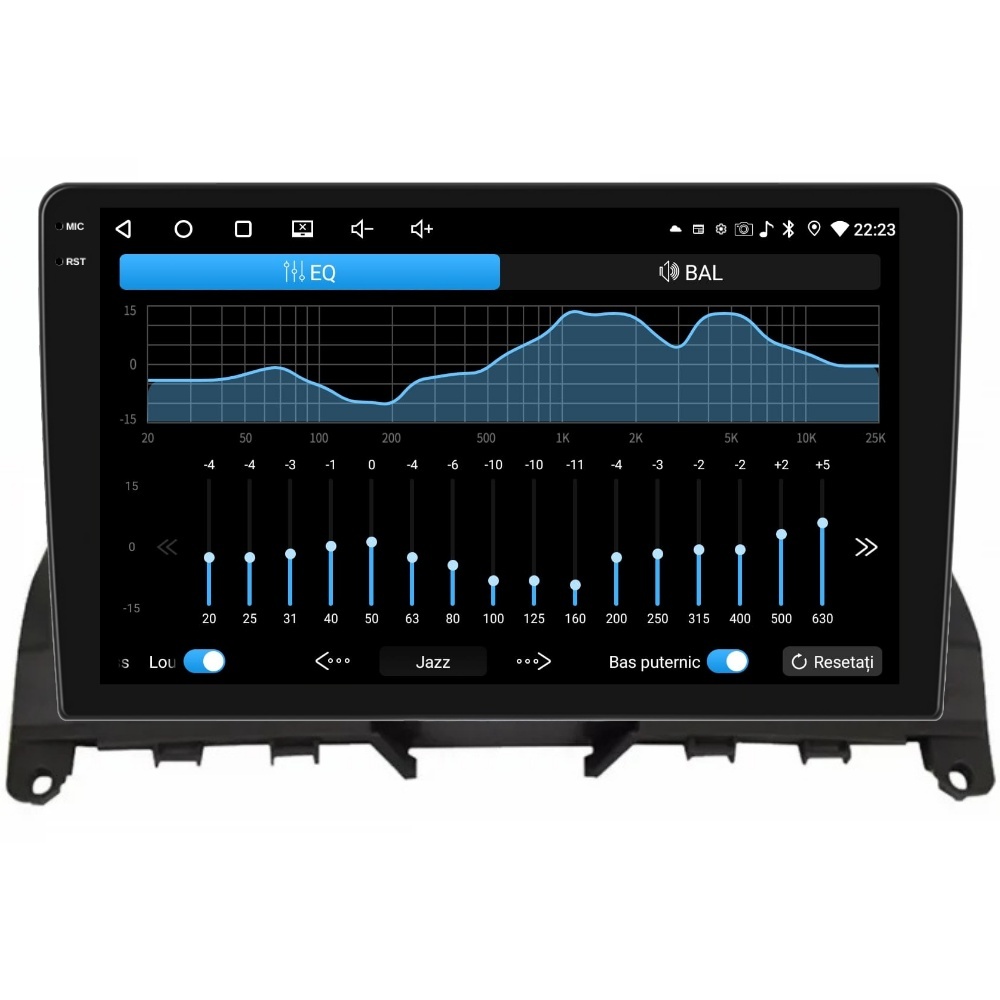 MIC
RST
22:23
EQ
BAL
15
0
-15
20 50 100 200 500 1K 2K 5K 10K 25K
-4 -4 -3 -1 0 -4 -6 -10 -10 -11 -4 -3 -2 -2 +2 +5
15
0
-15
20 25 31 40 50 63 80 100 125 160 200 250 315 400 500 630
s Lou Jazz Bas puternic Resetați